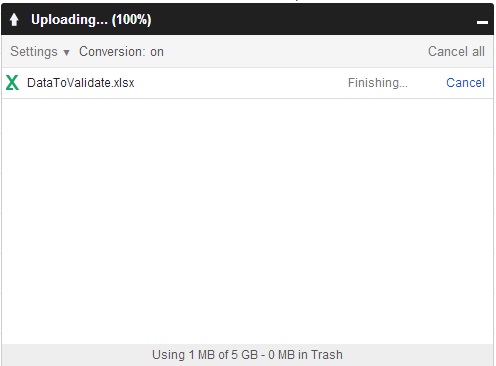 Uploading... (100%)
Settings ▾ Conversion: on Cancel all
DataToValidate.xlsx Finishing... Cancel
Using 1 MB of 5 GB - 0 MB in Trash